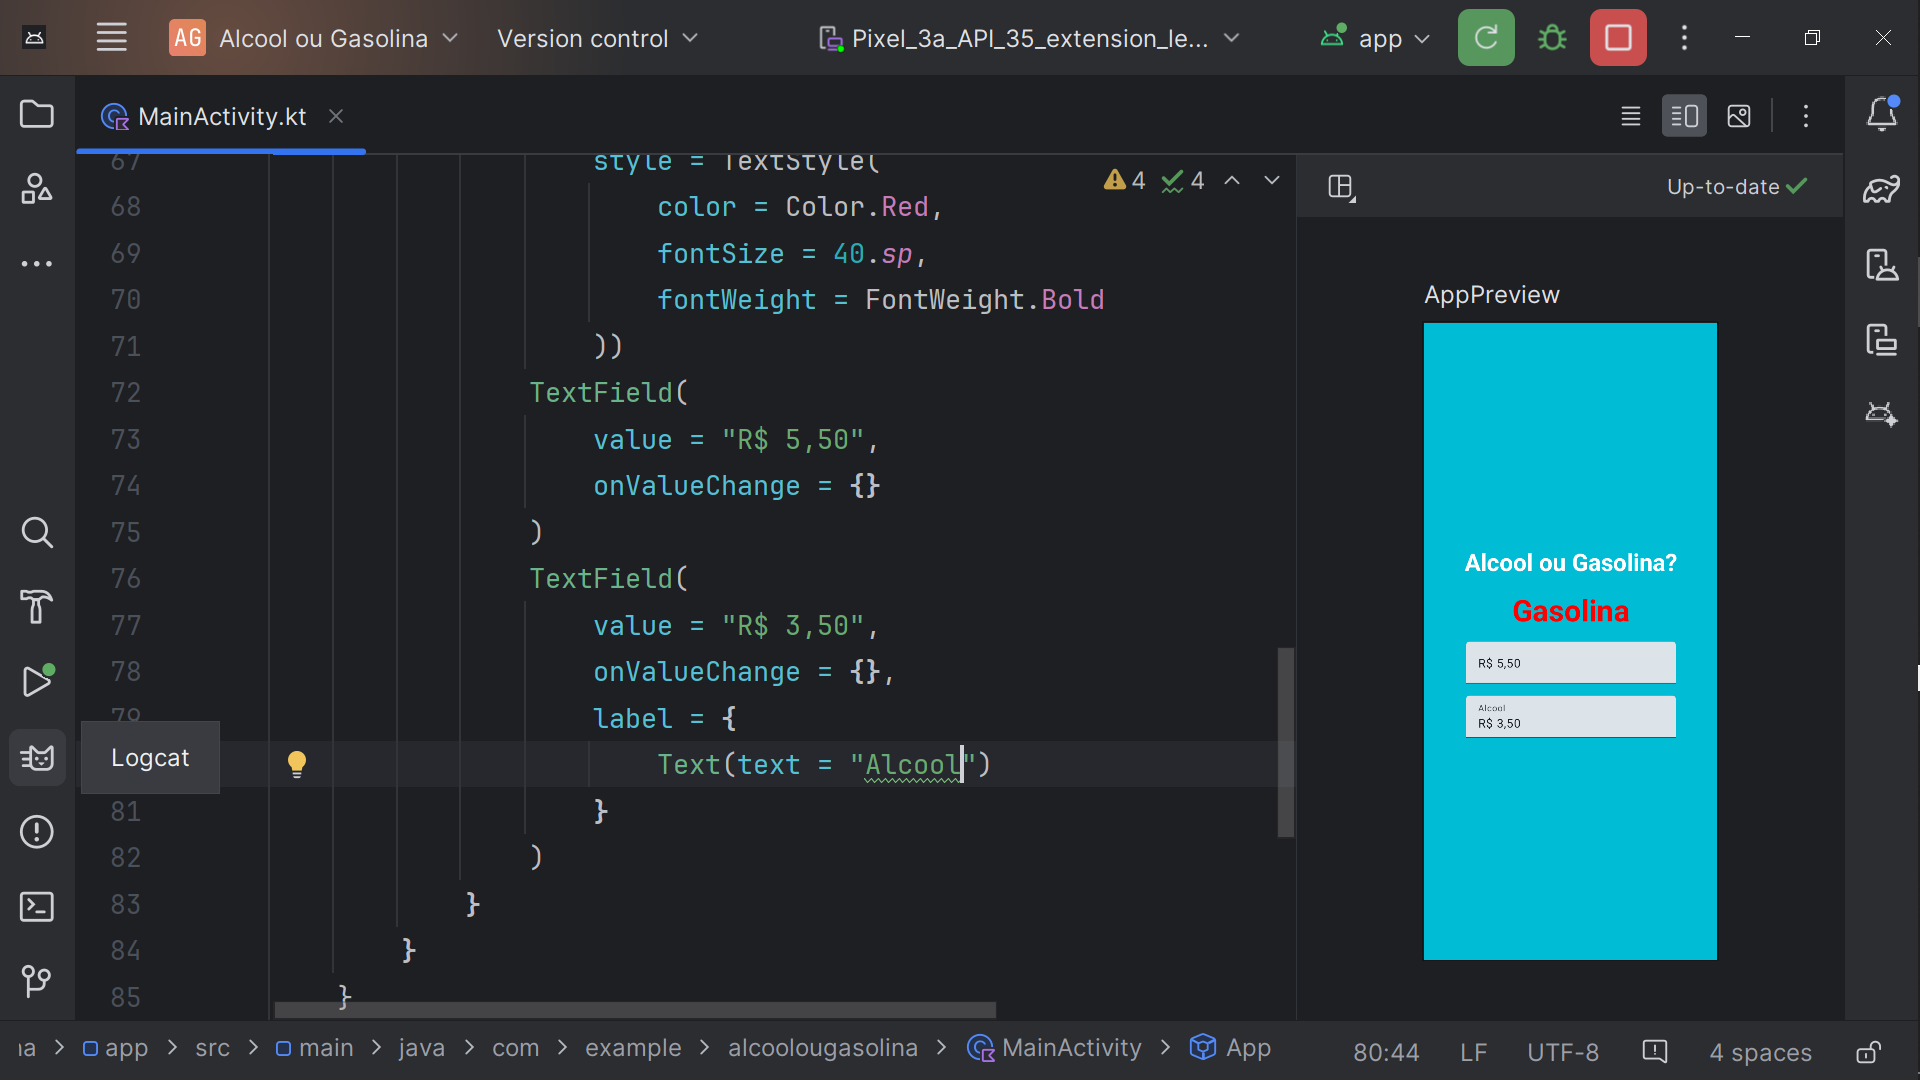 AG Alcool ou Gasolina Version control Pixel_3a_API_35_extension_le... app
MainActivity.kt
67 style = TextStyle(
4 4
68 color = Color.Red,
69 fontSize = 40.sp,
70 fontWeight = FontWeight.Bold
71 ))
72 TextField(
73 value = "R$ 5,50",
74 onValueChange = {}
75 )
76 TextField(
77 value = "R$ 3,50",
78 onValueChange = {},
79 label = {
Text(text = "Alcool")
81 }
82 )
83 }
84 }
85 }
Logcat
Up-to-date
AppPreview
Alcool ou Gasolina?
Gasolina
R$ 5,50
Alcool
R$ 3,50
app > src > main > java > com > example > alcoolougasolina > MainActivity > App 80:44 LF UTF-8 4 spaces